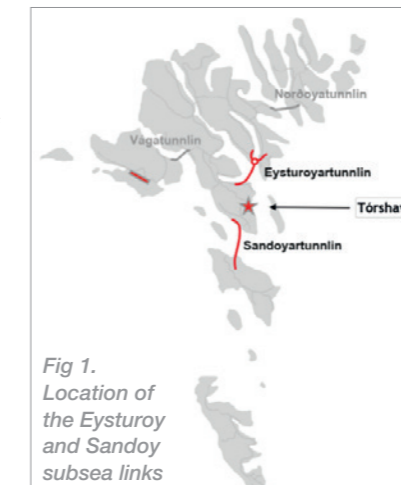 Norðoyatunnlin
Vágatunnlin
Eysturoyartunnlin
Tórshav
Sandoyartunnlin
Fig 1.
Location of
the Eysturoy
and Sandoy
subsea links